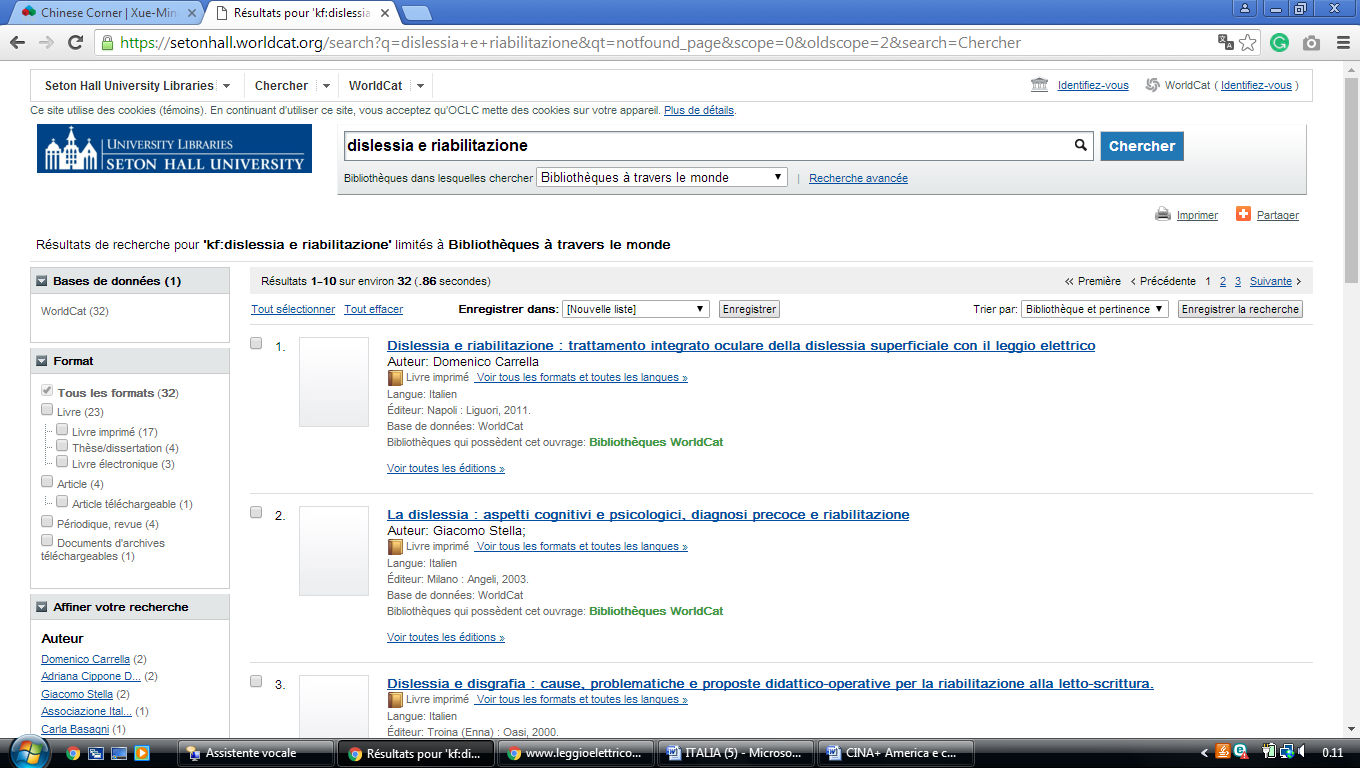 Chinese Corner | Xue-Min
Résultats pour 'kf:dislessia
https://setonhall.worldcat.org/search?q=dislessia+e+riabilitazione&qt=notfound_page&scope=0&oldscope=2&search=Chercher
Seton Hall University Libraries Chercher WorldCat Identifiez-vous WorldCat ( Identifiez-vous )
Ce site utilise des cookies (témoins). En continuant d'utiliser ce site, vous acceptez qu'OCLC mette des cookies sur votre appareil. Plus de détails.
UNIVERSITY LIBRARIES
SETON HALL UNIVERSITY
dislessia e riabilitazione Chercher
Bibliothèques dans lesquelles chercher Bibliothèques à travers le monde | Recherche avancée
Imprimer Partager
Résultats de recherche pour 'kf:dislessia e riabilitazione' limités à Bibliothèques à travers le monde
Bases de données (1)
WorldCat (32)
Format
Tous les formats (32)
Livre (23)
Livre imprimé (17)
Thèse/dissertation (4)
Livre électronique (3)
Article (4)
Article téléchargeable (1)
Périodique, revue (4)
Documents d'archives
téléchargeables (1)
Affiner votre recherche
Auteur
Domenico Carrella (2)
Adriana Cippone D... (2)
Giacomo Stella (2)
Associazione Ital... (1)
Carla Basagni (1)
Résultats 1-10 sur environ 32 (.86 secondes) << Première < Précédente 1 2 3 Suivante >
Tout sélectionner Tout effacer Enregistrer dans: [Nouvelle liste] Enregistrer Trier par: Bibliothèque et pertinence Enregistrer la recherche
1. Dislessia e riabilitazione : trattamento integrato oculare della dislessia superficiale con il leggio elettrico
Auteur: Domenico Carrella
Livre imprimé Voir tous les formats et toutes les langues »
Langue: Italien
Éditeur: Napoli : Liguori, 2011.
Base de données: WorldCat
Bibliothèques qui possèdent cet ouvrage: Bibliothèques WorldCat
Voir toutes les éditions »
2. La dislessia : aspetti cognitivi e psicologici, diagnosi precoce e riabilitazione
Auteur: Giacomo Stella;
Livre imprimé Voir tous les formats et toutes les langues »
Langue: Italien
Éditeur: Milano : Angeli, 2003.
Base de données: WorldCat
Bibliothèques qui possèdent cet ouvrage: Bibliothèques WorldCat
Voir toutes les éditions »
3. Dislessia e disgrafia : cause, problematiche e proposte didattico-operative per la riabilitazione alla letto-scrittura.
Livre imprimé Voir tous les formats et toutes les langues »
Langue: Italien
Éditeur: Troina (Enna) : Oasi, 2000.
Assistente vocale
Résultats pour 'kf:di...
www.leggioelettrico...
ITALIA (5) - Microso...
CINA+ America e c...
0.11